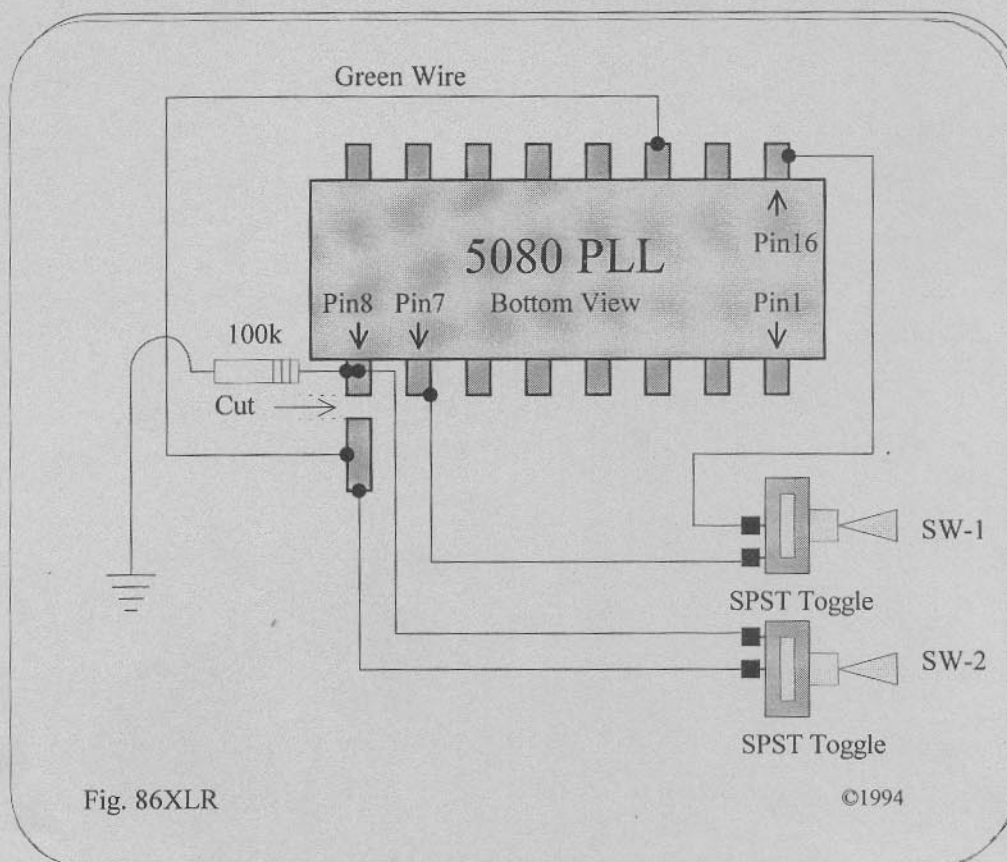 Green Wire
Pin16
5080 PLL
Pin8 Pin7 Bottom View Pin1
100k
Cut
SW-1
SPST Toggle
SW-2
SPST Toggle
Fig. 86XLR ©1994